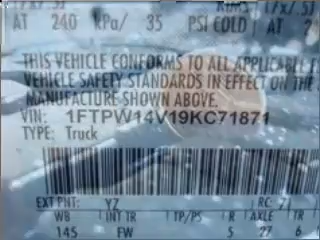 AT 240 kPa/ 35 PSI COLD AT 2
THIS VEHICLE CONFORMS TO ALL APPLICABLE
VEHICLE SAFETY STANDARDS IN EFFECT ON THE
MANUFACTURE SHOWN ABOVE.
VIN: 1FTPW14V19KC71871
TYPE: Truck
EXT PNT: YZ RC:
WB INT TR TP/PS R AXLE TR
145 FW 5 27 6